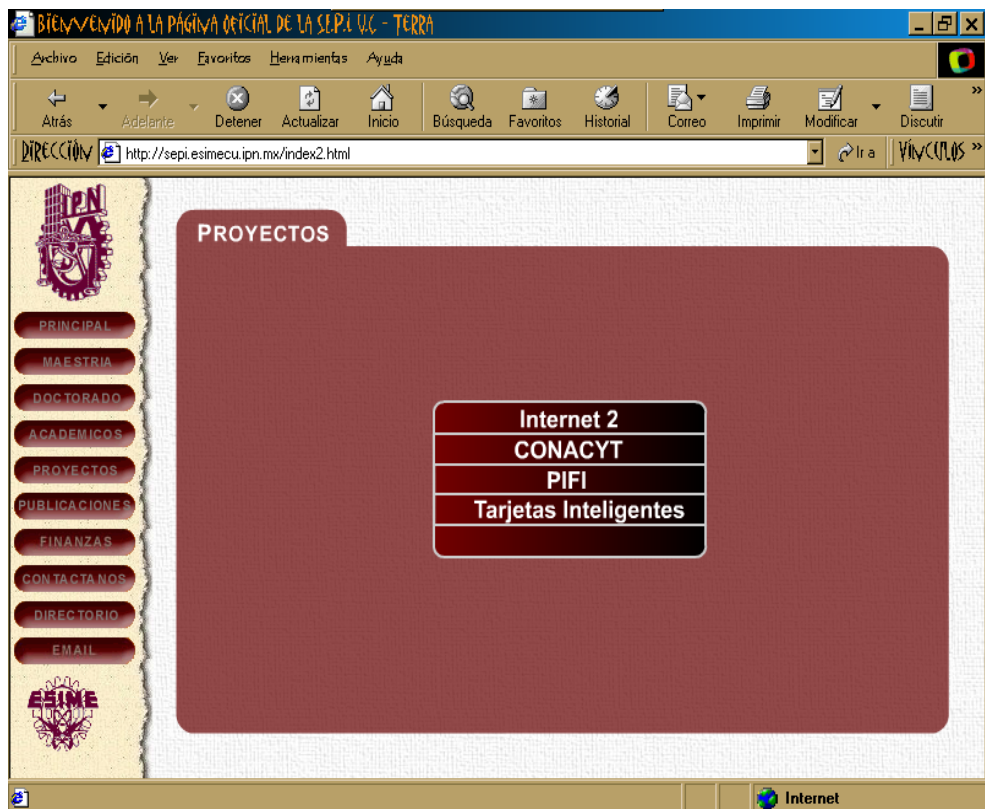 BIENVENIDO A LA PÁGINA OFICIAL DE LA S.E.P.I. U.C. - TERRA
Archivo Edición Ver Favoritos Herramientas Ayuda
Atrás Adelante Detener Actualizar Inicio Búsqueda Favoritos Historial Correo Imprimir Modificar Discutir »
DIRECCIÓN http://sepi.esimecu.ipn.mx/index2.html Ir a VÍNCULOS »
IPN
PROYECTOS
PRINCIPAL
MAESTRIA
DOCTORADO
ACADEMICOS
PROYECTOS
PUBLICACIONES
FINANZAS
CONTACTANOS
DIRECTORIO
EMAIL
ESIME
Internet 2
CONACYT
PIFI
Tarjetas Inteligentes
Internet